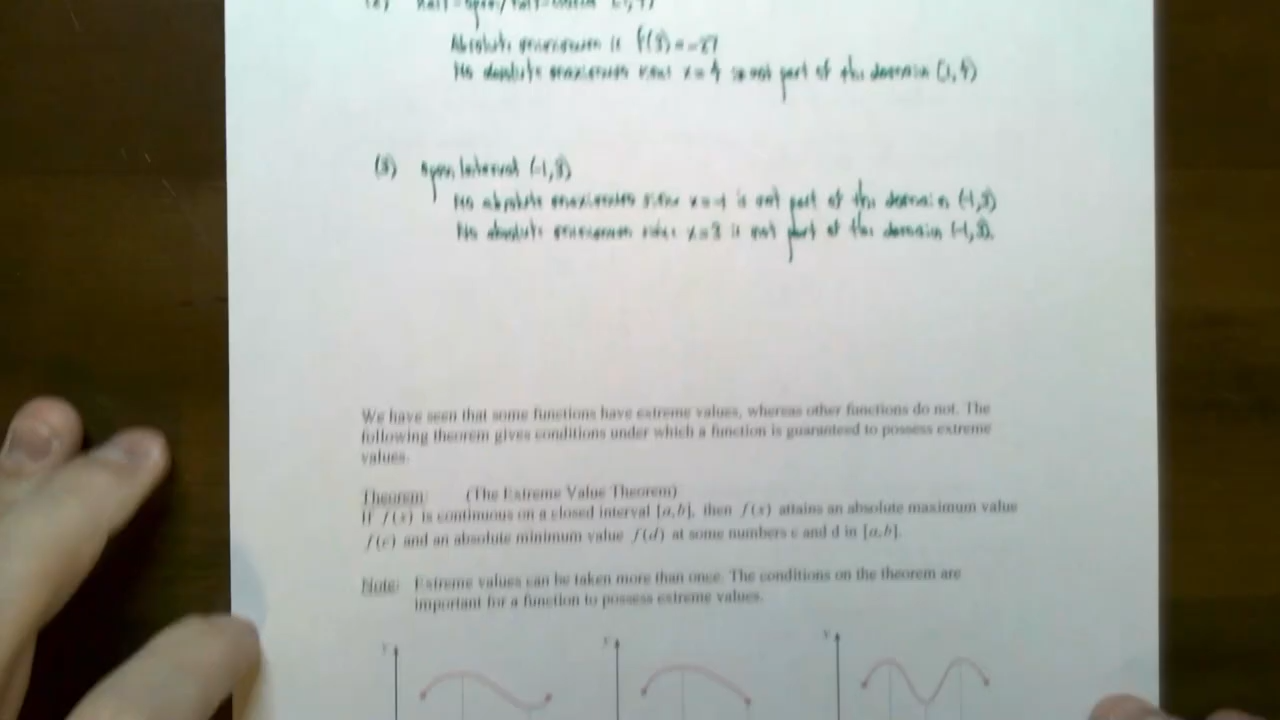 Absolute minimum is f(3) = -27
No absolute maximum since x = 4 is not part of the domain
(3) Open Interval (-1,3)
No absolute maximum since x = -1 is not part of the domain (-1,3)
No absolute minimum since x = 3 is not part of the domain (-1,3).
We have seen that some functions have extreme values, whereas other functions do not. The
following theorem gives conditions under which a function is guaranteed to possess extreme
values.
Theorem: (The Extreme Value Theorem)
If f(x) is continuous on a closed interval [a,b], then f(x) attains an absolute maximum value
f(c) and an absolute minimum value f(d) at some numbers c and d in [a,b].
Note: Extreme values can be taken more than once. The conditions on the theorem are
important for a function to possess extreme values.
y y y